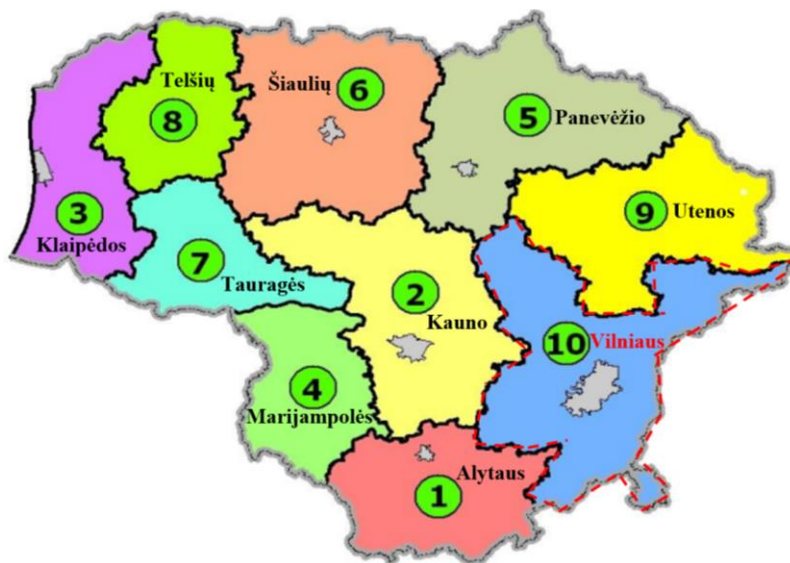 Telšių
8
Šiaulių
6
5
Panevėžio
3
Klaipėdos
7
Tauragės
9
Utenos
2
Kauno
10
Vilniaus
4
Marijampolės
Alytaus
1